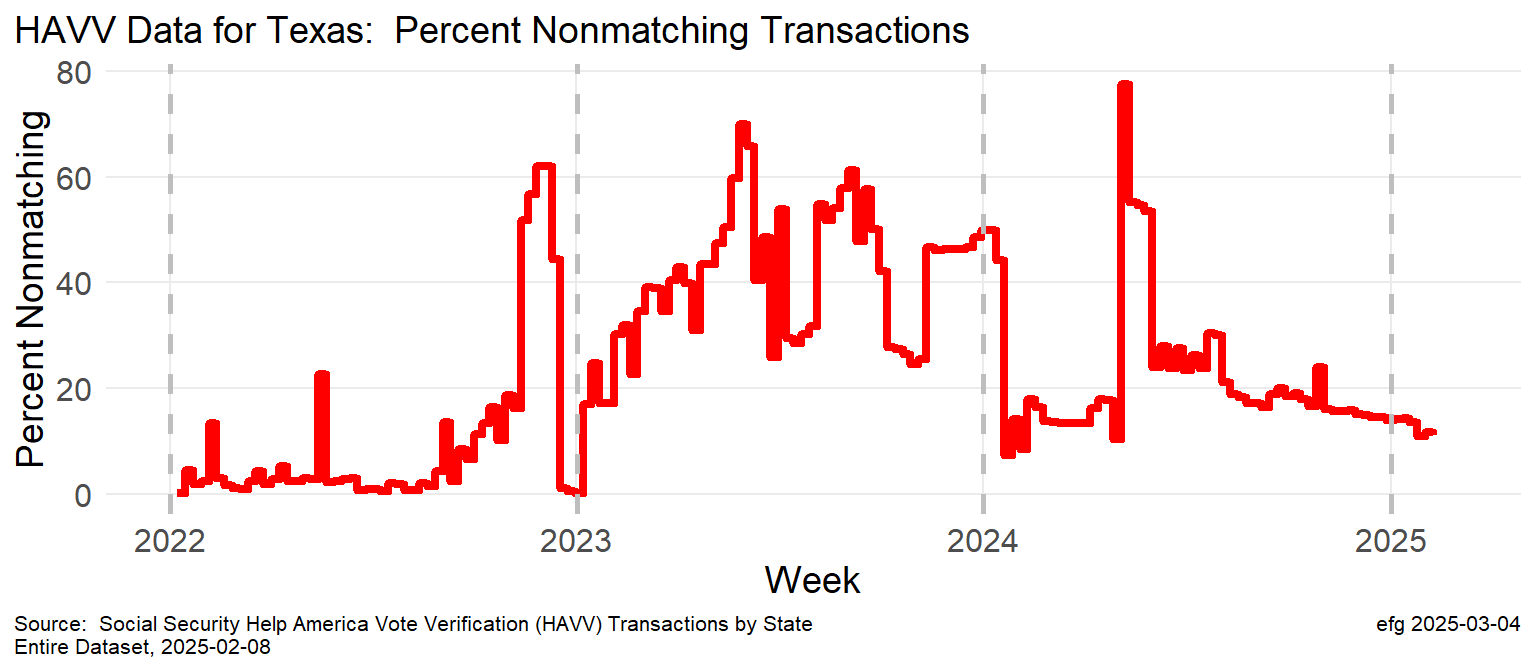 HAVV Data for Texas:  Percent Nonmatching Transactions
Percent Nonmatching
80
60
40
20
0
2022 2023 2024 2025
Week
Source:  Social Security Help America Vote Verification (HAVV) Transactions by State
Entire Dataset, 2025-02-08
efg 2025-03-04